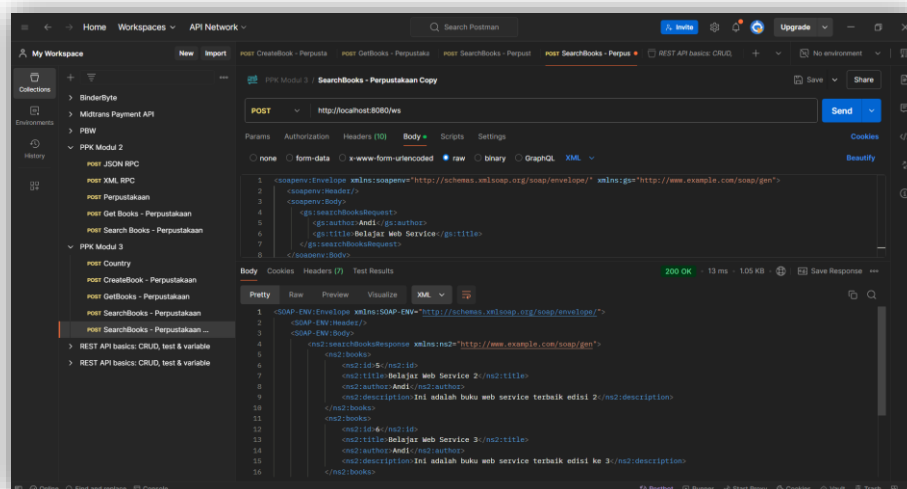 Home Workspaces API Network Search Postman Invite Upgrade
My Workspace New Import POST CreateBook - Perpusta POST GetBooks - Perpustaka POST SearchBooks - Perpust POST SearchBooks - Perpus REST API basics: CRUD, No environment
Collections
Environments
History
BinderByte
Midtrans Payment API
PBW
PPK Modul 2
POST JSON RPC
POST XML RPC
POST Perpustakaan
POST Get Books - Perpustakaan
POST Search Books - Perpustakaan
PPK Modul 3
POST Country
POST CreateBook - Perpustakaan
POST GetBooks - Perpustakaan
POST SearchBooks - Perpustakaan
POST SearchBooks - Perpustakaan ...
REST API basics: CRUD, test & variable
REST API basics: CRUD, test & variable
PPK Modul 3 / SearchBooks - Perpustakaan Copy Save Share
POST http://localhost:8080/ws Send
Params Authorization Headers (10) Body Scripts Settings Cookies
none form-data x-www-form-urlencoded raw binary GraphQL XML Beautify
1 <soapenv:Envelope xmlns:soapenv="http://schemas.xmlsoap.org/soap/envelope/" xmlns:gs="http://www.example.com/soap/gen">
2 <soapenv:Header/>
3 <soapenv:Body>
4 <gs:searchBooksRequest>
5 <gs:author>Andi</gs:author>
6 <gs:title>Belajar Web Service</gs:title>
7 </gs:searchBooksRequest>
8 </soapenv:Body>
Body Cookies Headers (7) Test Results 200 OK 13 ms 1.05 KB Save Response
Pretty Raw Preview Visualize XML
1 <SOAP-ENV:Envelope xmlns:SOAP-ENV="http://schemas.xmlsoap.org/soap/envelope/">
2 <SOAP-ENV:Header/>
3 <SOAP-ENV:Body>
4 <ns2:searchBooksResponse xmlns:ns2="http://www.example.com/soap/gen">
5 <ns2:books>
6 <ns2:id>5</ns2:id>
7 <ns2:title>Belajar Web Service 2</ns2:title>
8 <ns2:author>Andi</ns2:author>
9 <ns2:description>Ini adalah buku web service terbaik edisi 2</ns2:description>
10 </ns2:books>
11 <ns2:books>
12 <ns2:id>6</ns2:id>
13 <ns2:title>Belajar Web Service 3</ns2:title>
14 <ns2:author>Andi</ns2:author>
15 <ns2:description>Ini adalah buku web service terbaik edisi ke 3</ns2:description>
16 </ns2:books>
Online Find and replace Console Postbot Runner Start Proxy Cookies Vault Trash